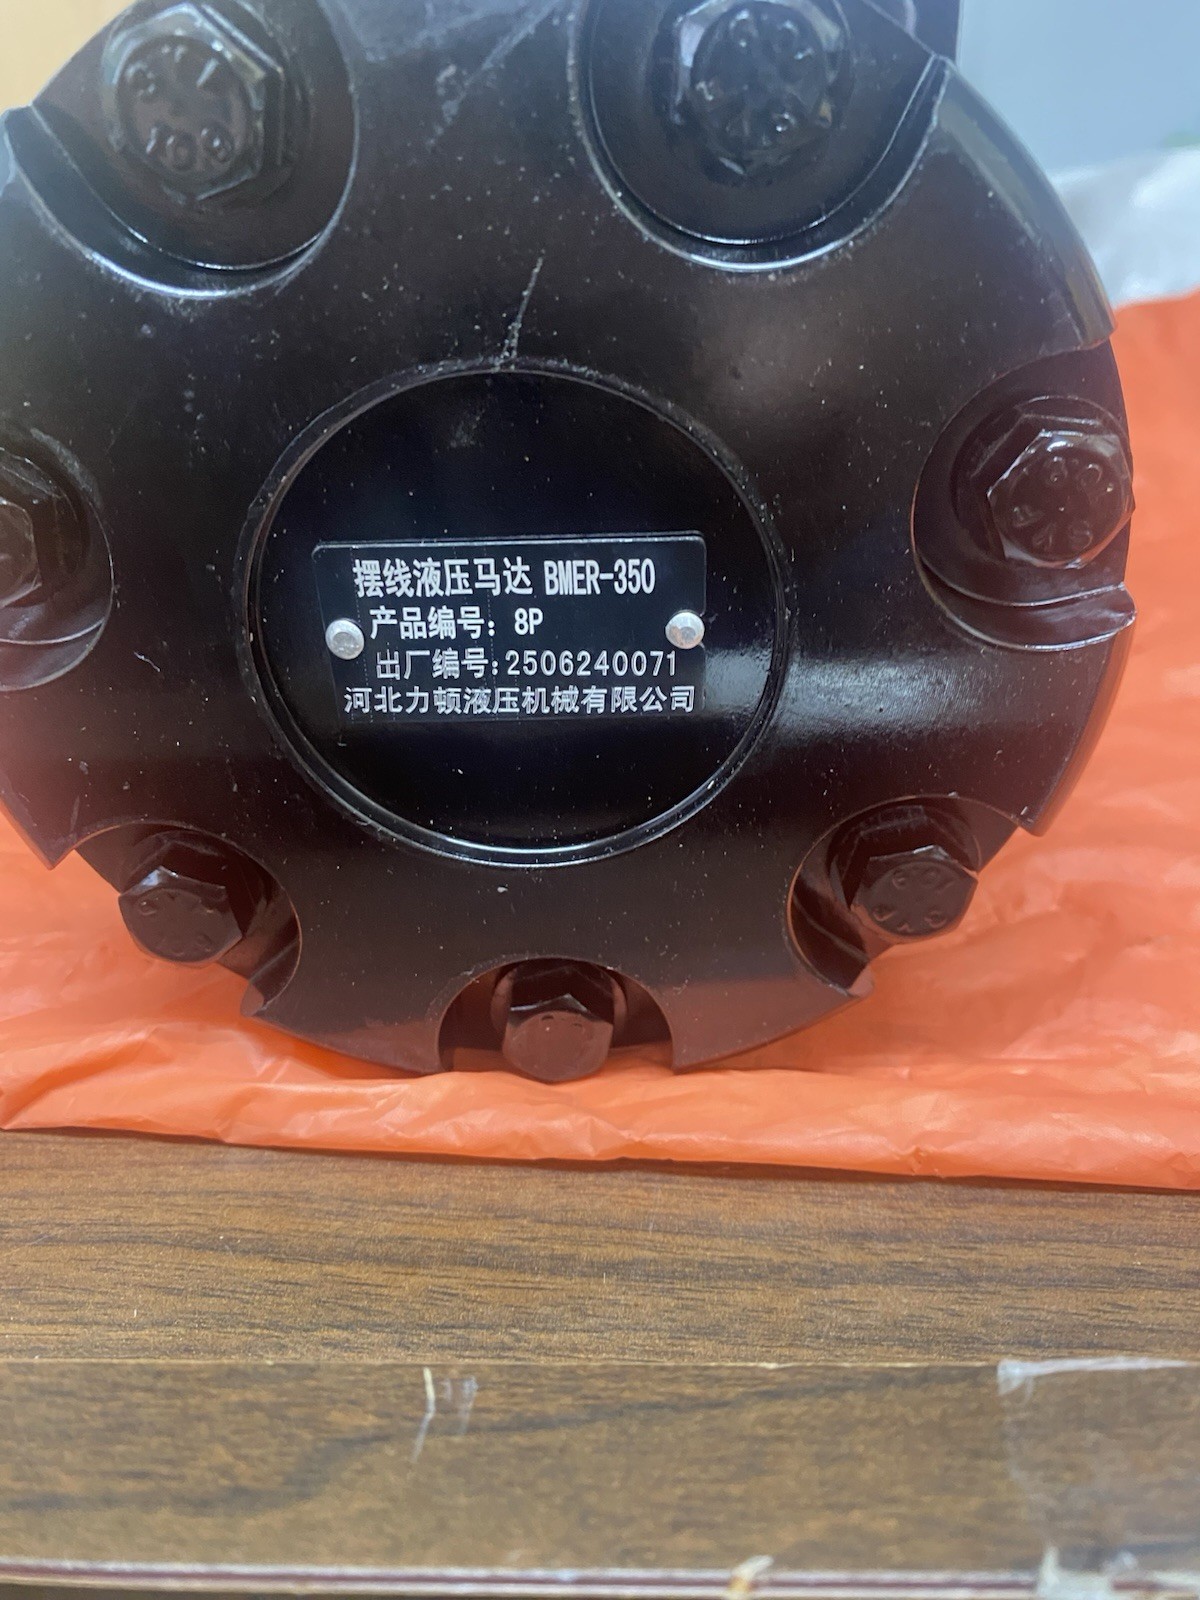 摆线液压马达 BMER-350
产品编号：8P
出厂编号：2506240071
河北力顿液压机械有限公司